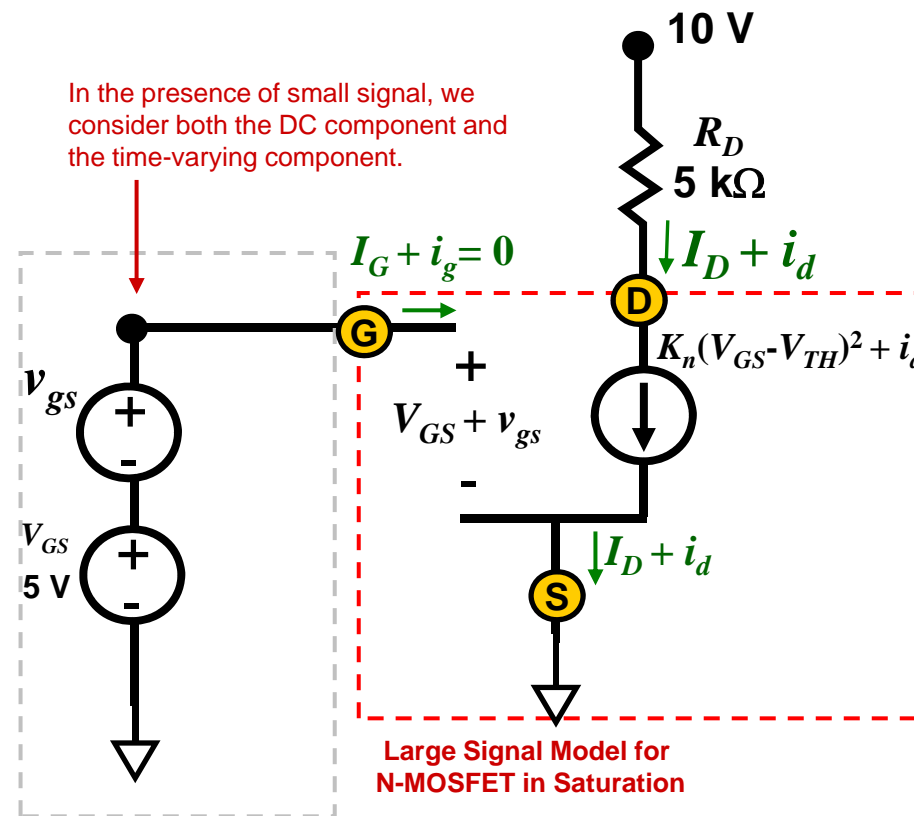 10 V
In the presence of small signal, we
consider both the DC component and
the time-varying component.
R_D
5 kΩ
I_G + i_g = 0
I_D + i_d
D
G
K_n(V_GS-V_TH)² + i_d
+
V_GS + v_gs
-
v_gs
+
-
V_GS
5 V
+
-
I_D + i_d
S
Large Signal Model for
N-MOSFET in Saturation